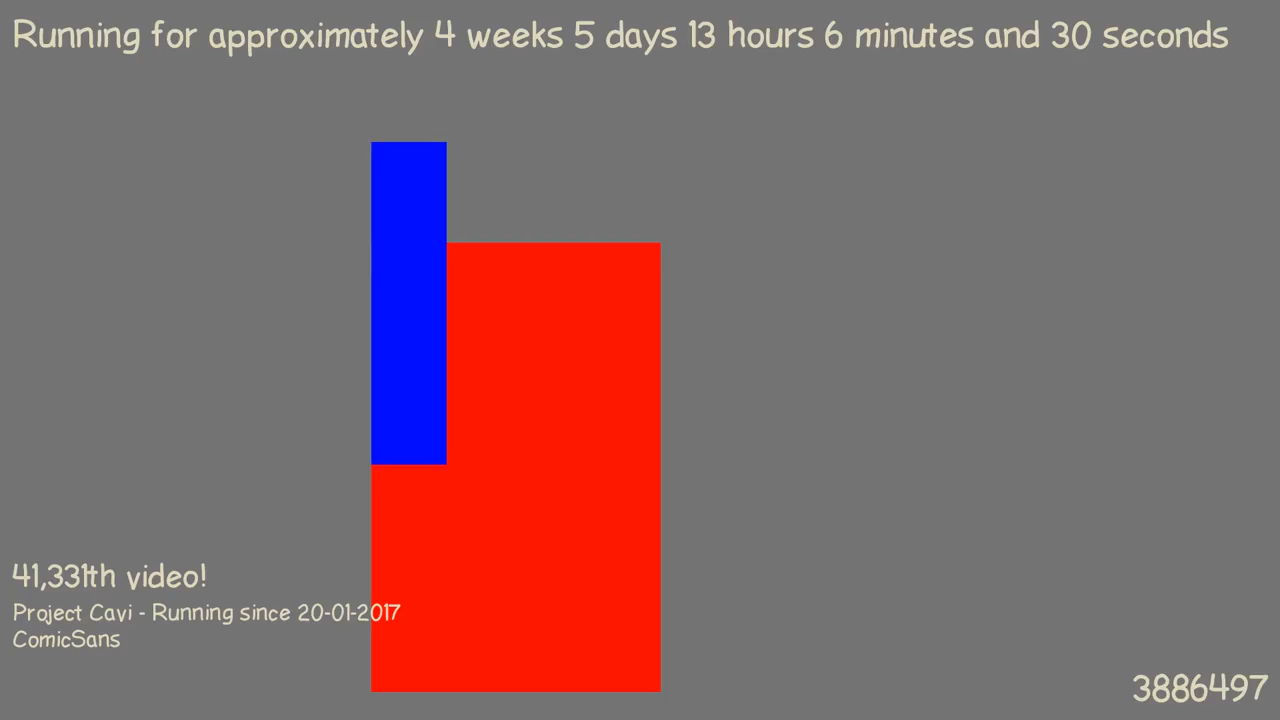 Running for approximately 4 weeks 5 days 13 hours 6 minutes and 30 seconds
41,331th video!
Project Cavi - Running since 20-01-2017
ComicSans
3886497